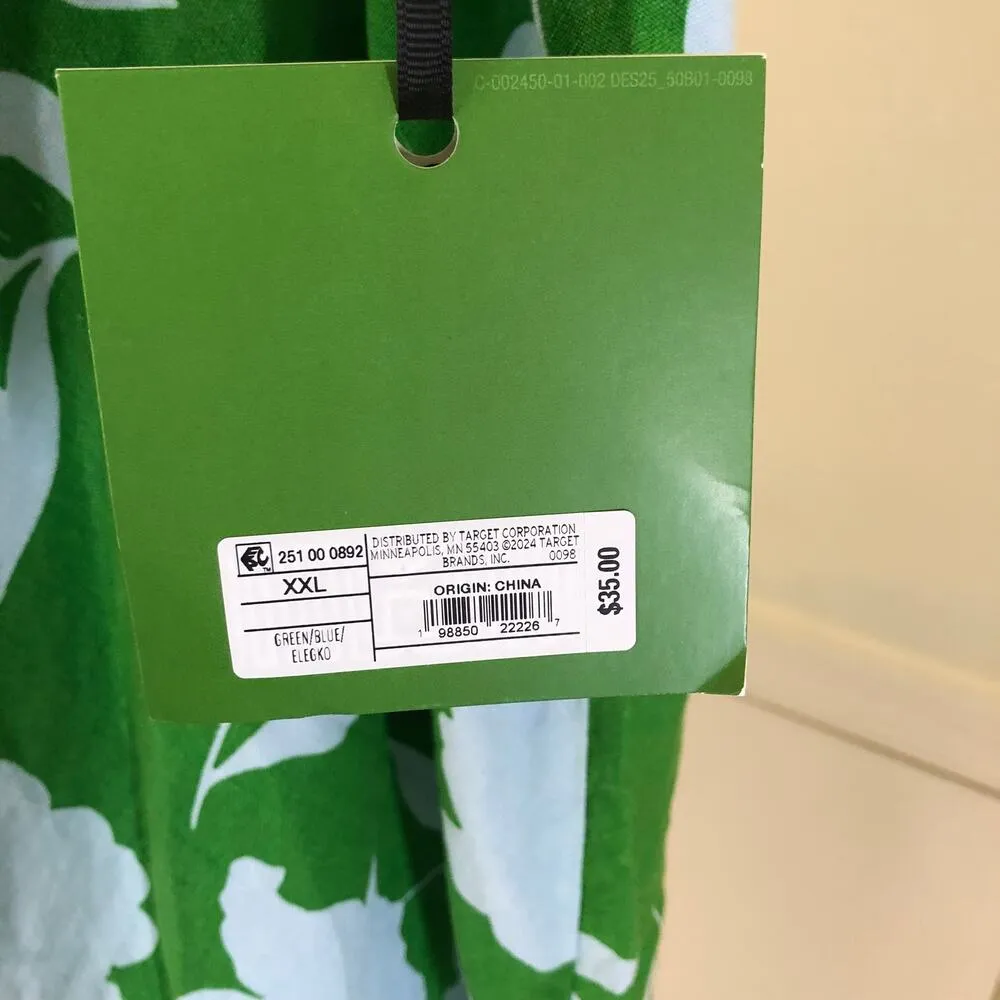 C-002450-01-002 DES25_50B01-0098
251 00 0892
XXL
GREEN/BLUE/
ELEGKO
DISTRIBUTED BY TARGET CORPORATION
MINNEAPOLIS, MN 55403 ©2024 TARGET
BRANDS, INC. 0098
ORIGIN: CHINA
1 98850 22226 7
$35.00